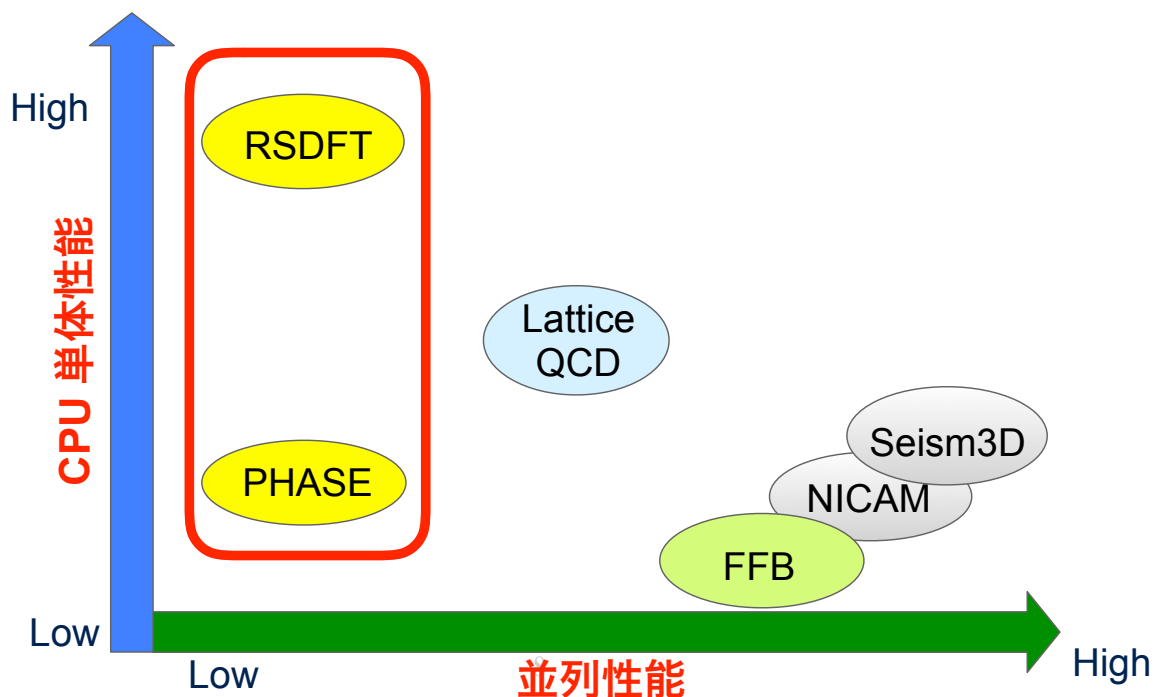 High
RSDFT
CPU 単体性能
Lattice
QCD
Seism3D
PHASE
NICAM
FFB
Low
Low
並列性能
High